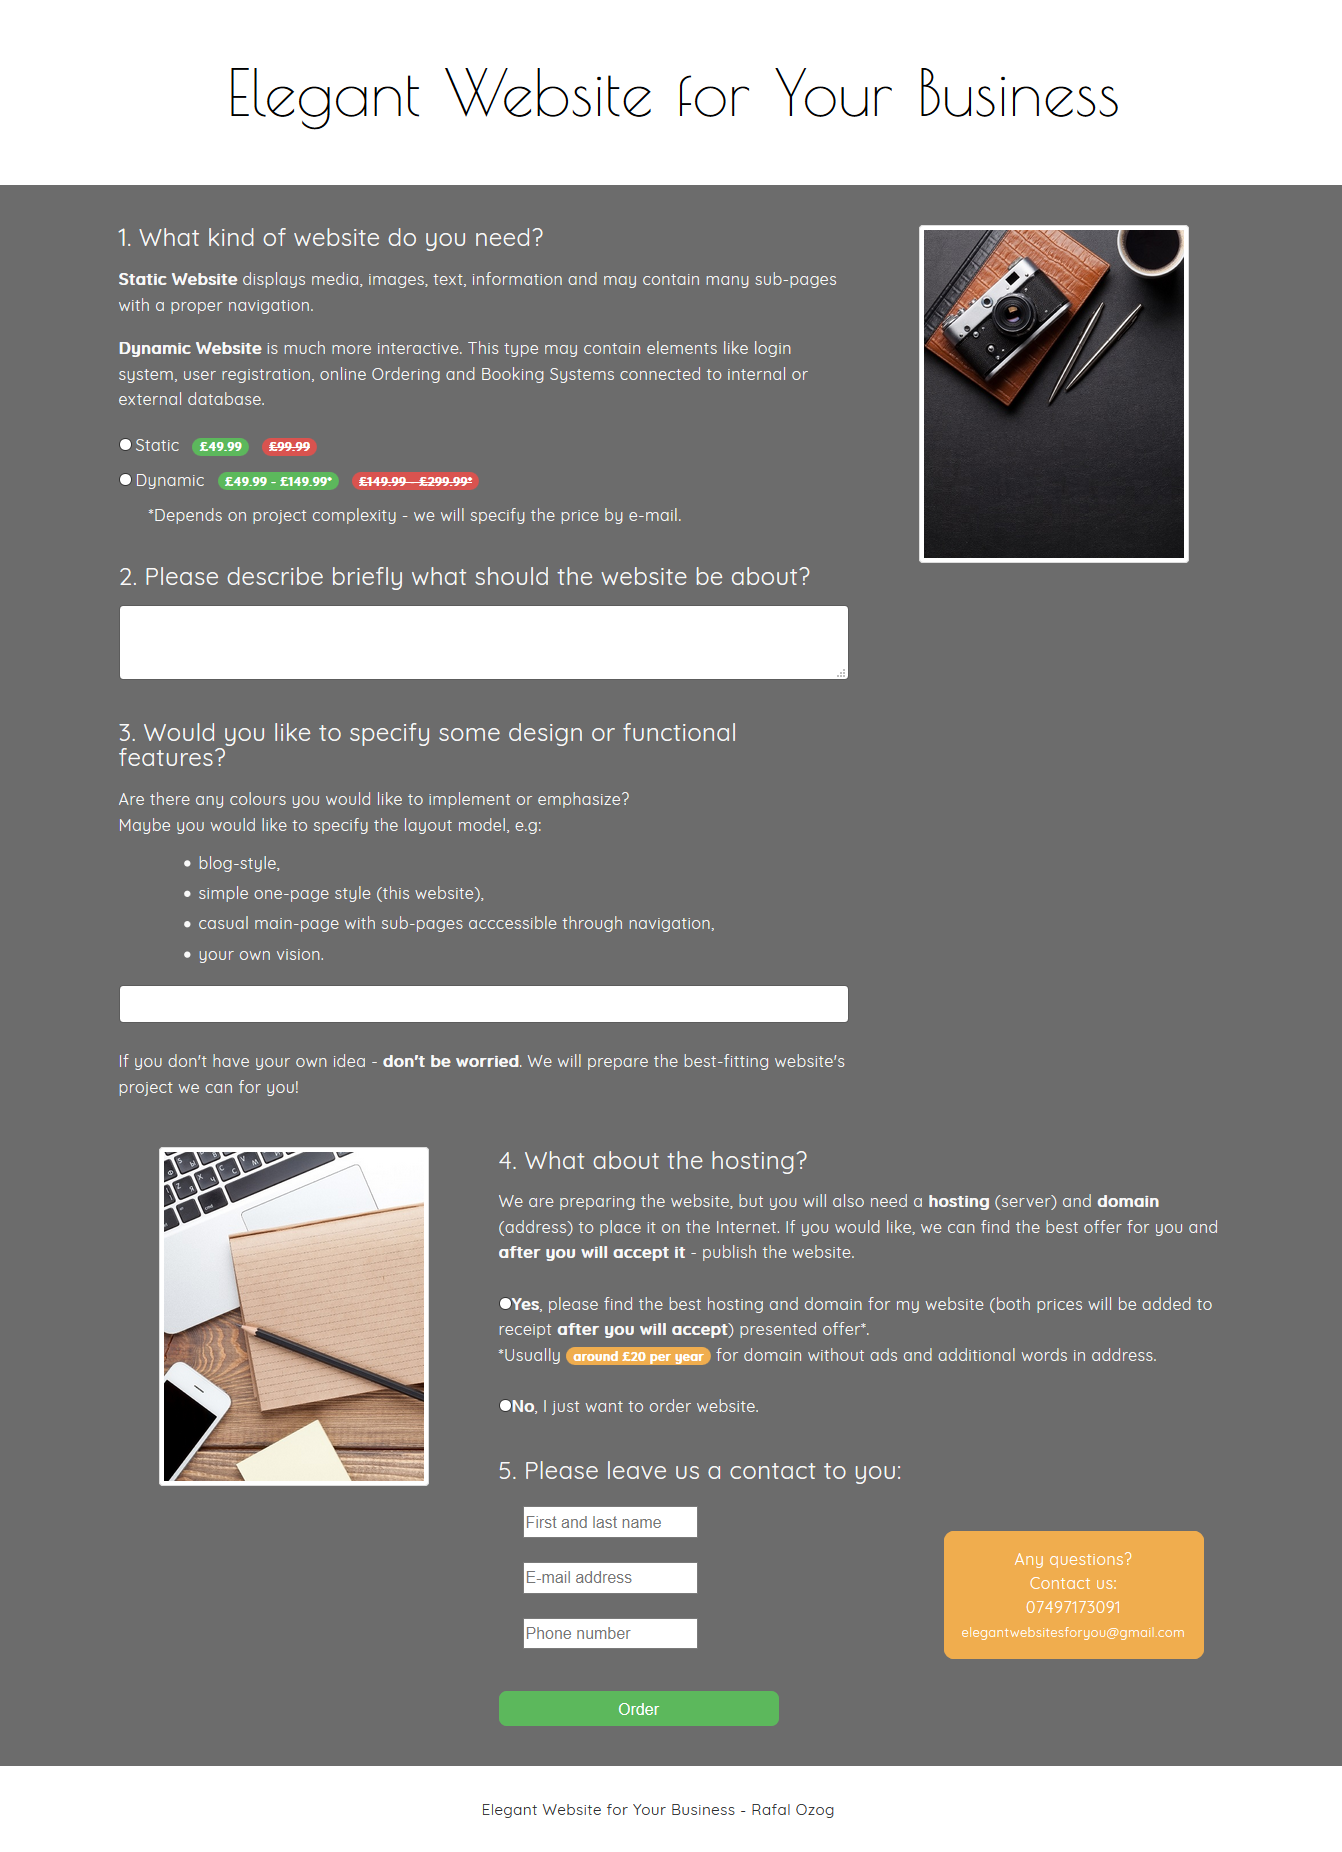 Elegant Website for Your Business
1. What kind of website do you need?
Static Website displays media, images, text, information and may contain many sub-pages
with a proper navigation.
Dynamic Website is much more interactive. This type may contain elements like login
system, user registration, online Ordering and Booking Systems connected to internal or
external database.
Static £49.99 £99.99
Dynamic £49.99 - £149.99* £149.99 - £299.99*
*Depends on project complexity - we will specify the price by e-mail.
2. Please describe briefly what should the website be about?
3. Would you like to specify some design or functional
features?
Are there any colours you would like to implement or emphasize?
Maybe you would like to specify the layout model, e.g:
• blog-style,
• simple one-page style (this website),
• casual main-page with sub-pages acccessible through navigation,
• your own vision.
If you don't have your own idea - don't be worried. We will prepare the best-fitting website's
project we can for you!
4. What about the hosting?
We are preparing the website, but you will also need a hosting (server) and domain
(address) to place it on the Internet. If you would like, we can find the best offer for you and
after you will accept it - publish the website.
Yes, please find the best hosting and domain for my website (both prices will be added to
receipt after you will accept) presented offer*.
*Usually around £20 per year for domain without ads and additional words in address.
No, I just want to order website.
5. Please leave us a contact to you:
First and last name
E-mail address
Phone number
Any questions?
Contact us:
07497173091
elegantwebsitesforyou@gmail.com
Order
Elegant Website for Your Business - Rafal Ozog